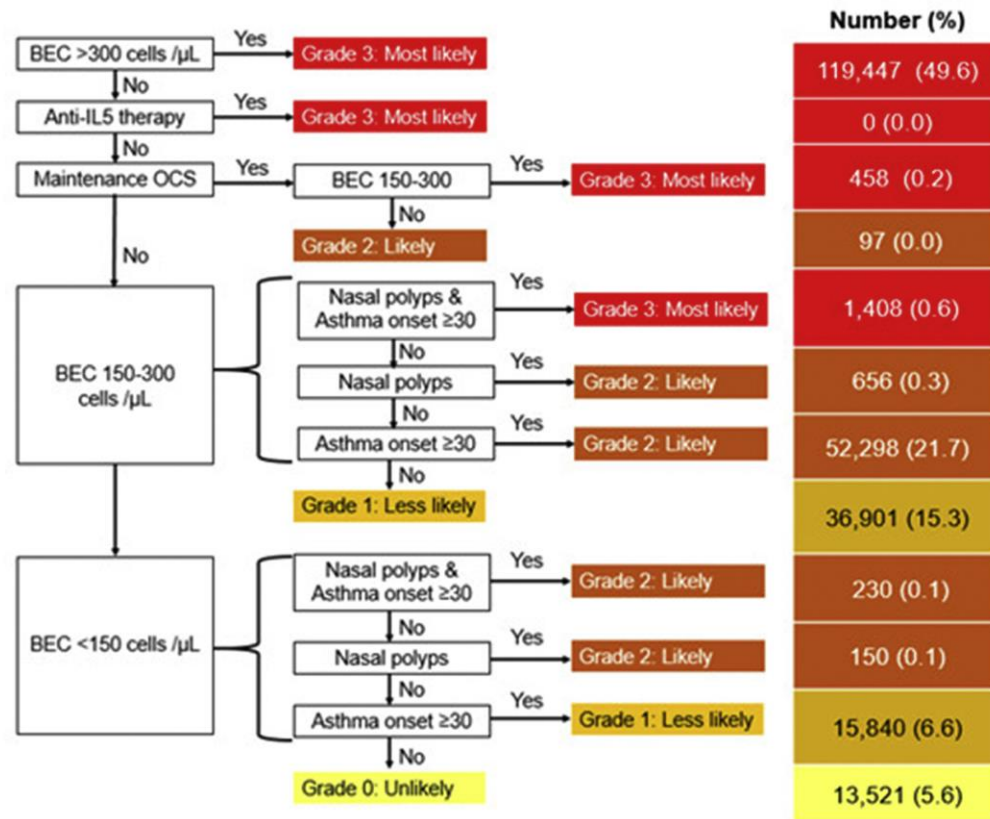 Number (%)
BEC >300 cells /µL
Yes
Grade 3: Most likely
119,447 (49.6)
No
Anti-IL5 therapy
Yes
Grade 3: Most likely
0 (0.0)
No
Maintenance OCS
Yes
BEC 150-300
Yes
Grade 3: Most likely
458 (0.2)
No
Grade 2: Likely
97 (0.0)
No
BEC 150-300
cells /µL
Nasal polyps &
Asthma onset ≥30
Yes
Grade 3: Most likely
1,408 (0.6)
No
Nasal polyps
Yes
Grade 2: Likely
656 (0.3)
No
Asthma onset ≥30
Yes
Grade 2: Likely
52,298 (21.7)
No
Grade 1: Less likely
36,901 (15.3)
BEC <150 cells /µL
Nasal polyps &
Asthma onset ≥30
Yes
Grade 2: Likely
230 (0.1)
No
Nasal polyps
Yes
Grade 2: Likely
150 (0.1)
No
Asthma onset ≥30
Yes
Grade 1: Less likely
15,840 (6.6)
No
Grade 0: Unlikely
13,521 (5.6)